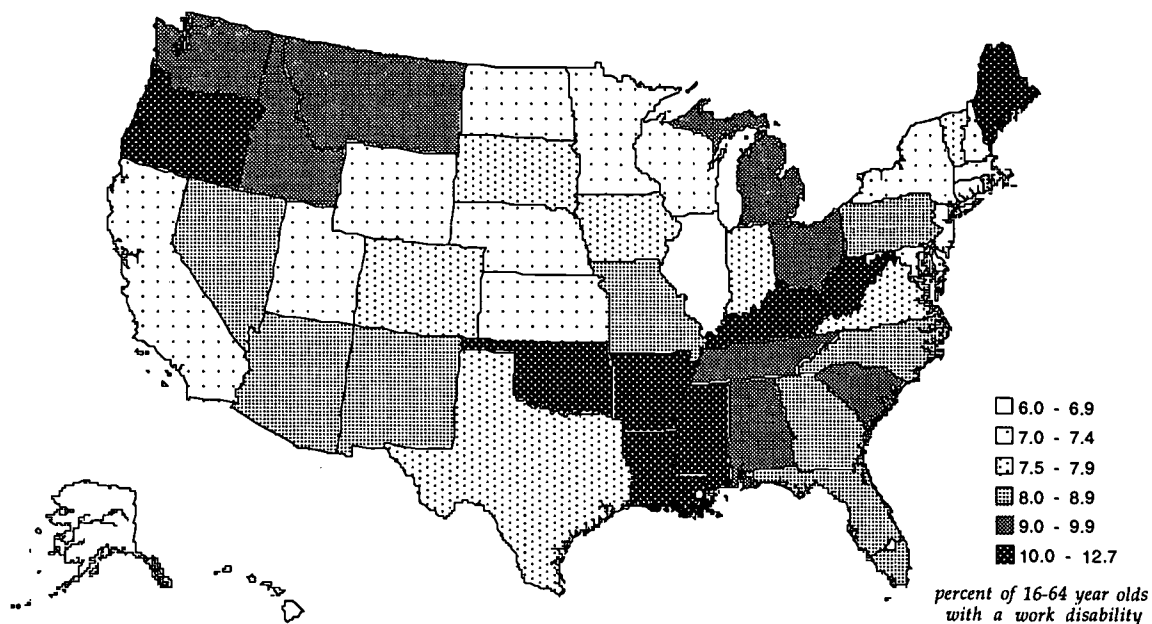 6.0 - 6.9
7.0 - 7.4
7.5 - 7.9
8.0 - 8.9
9.0 - 9.9
10.0 - 12.7
percent of 16-64 year olds
with a work disability